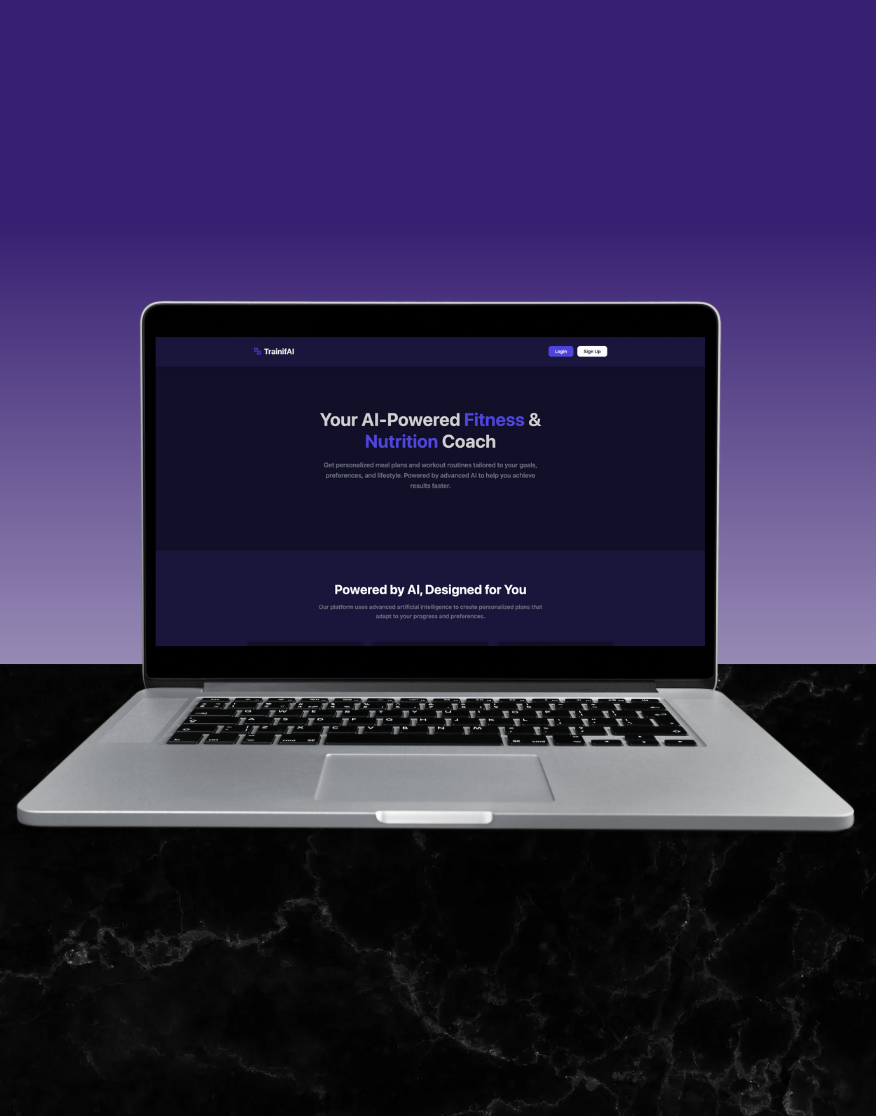 TrainifAI
Login
Sign Up
Your AI-Powered Fitness &
Nutrition Coach
Get personalized meal plans and workout routines tailored to your goals,
preferences, and lifestyle. Powered by advanced AI to help you achieve
results faster.
Powered by AI, Designed for You
Our platform uses advanced artificial intelligence to create personalized plans that
adapt to your progress and preferences.